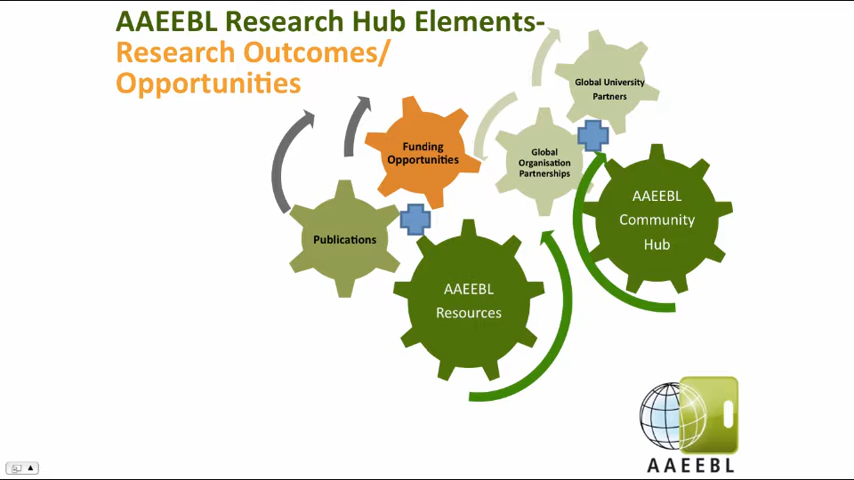 AAEEBL Research Hub Elements-
Research Outcomes/
Opportunities
Global University
Partners
Funding
Opportunities
Global
Organisation
Partnerships
AAEEBL
Community
Hub
Publications
AAEEBL
Resources
AAEEBL